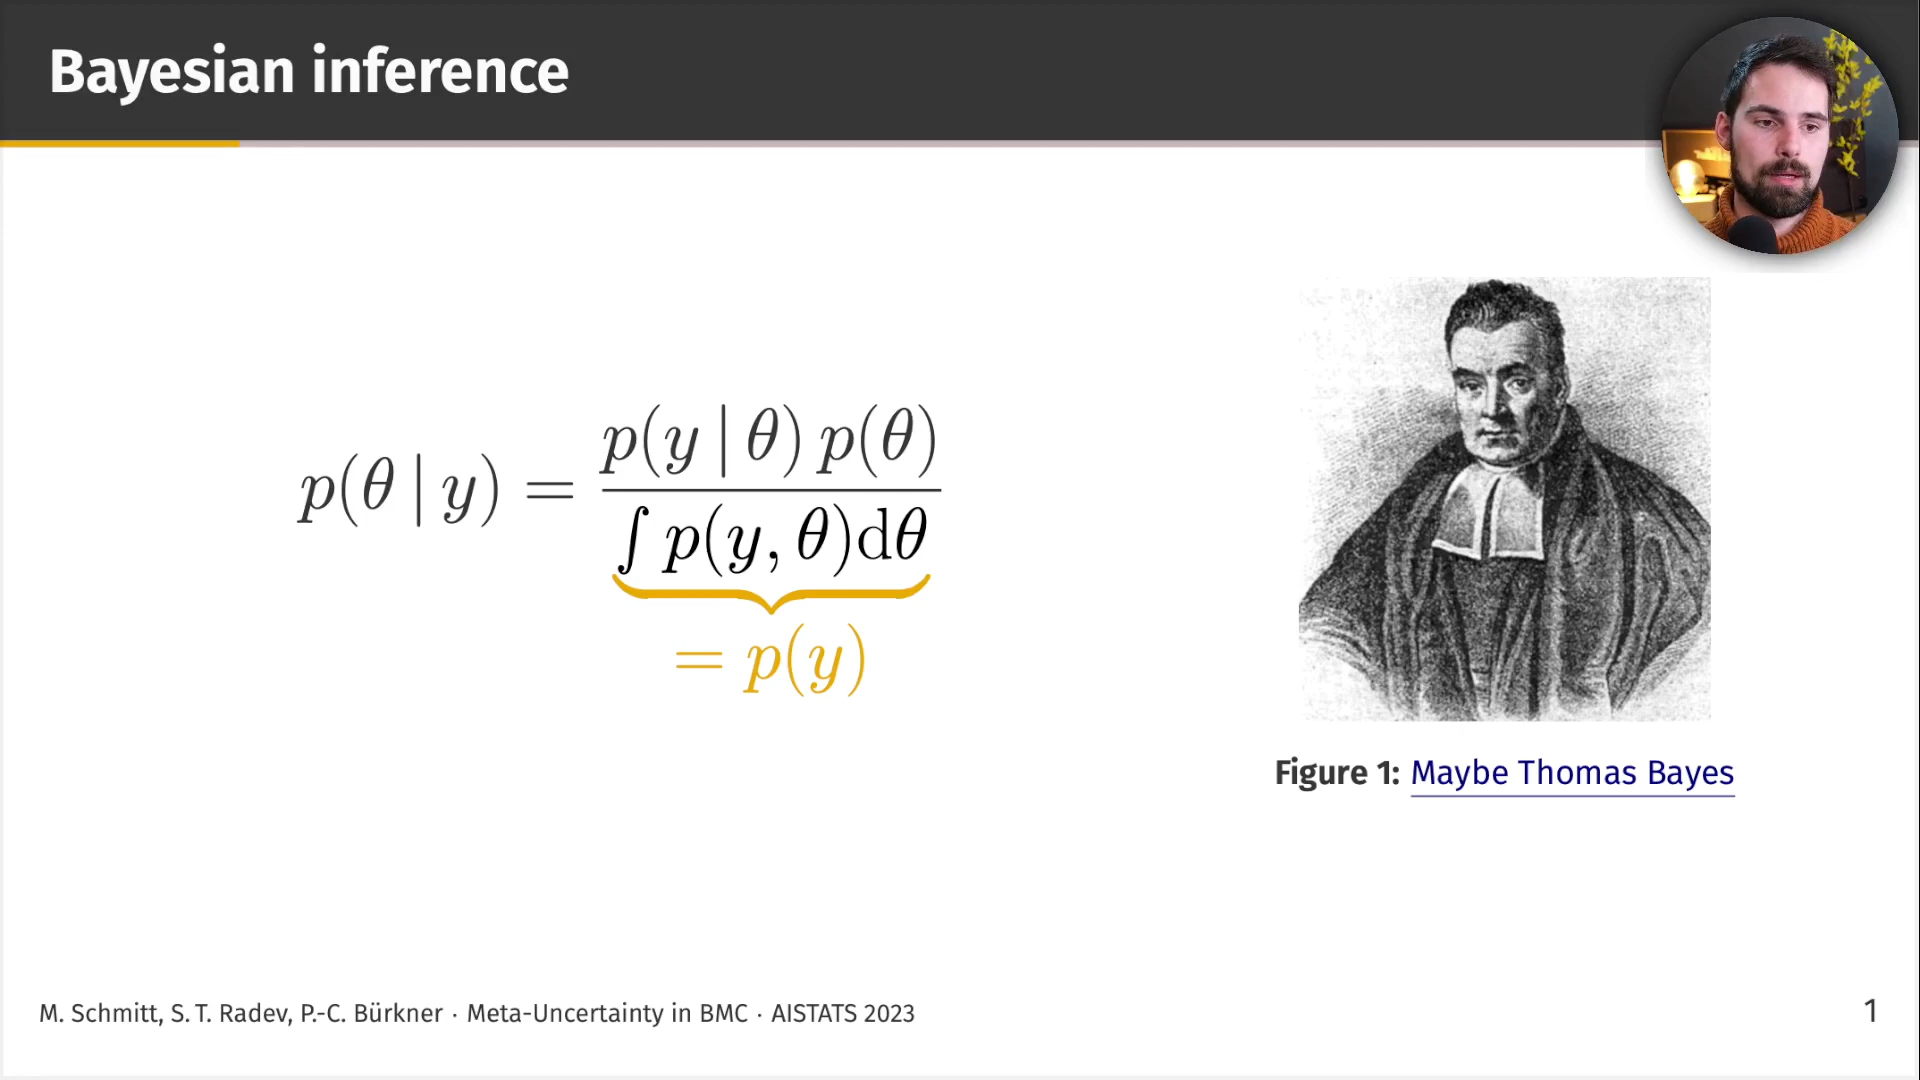 Bayesian inference
p(θ | y) = p(y | θ) p(θ)
∫ p(y, θ)dθ
= p(y)
Figure 1: Maybe Thomas Bayes
M. Schmitt, S. T. Radev, P.-C. Bürkner · Meta-Uncertainty in BMC · AISTATS 2023
1